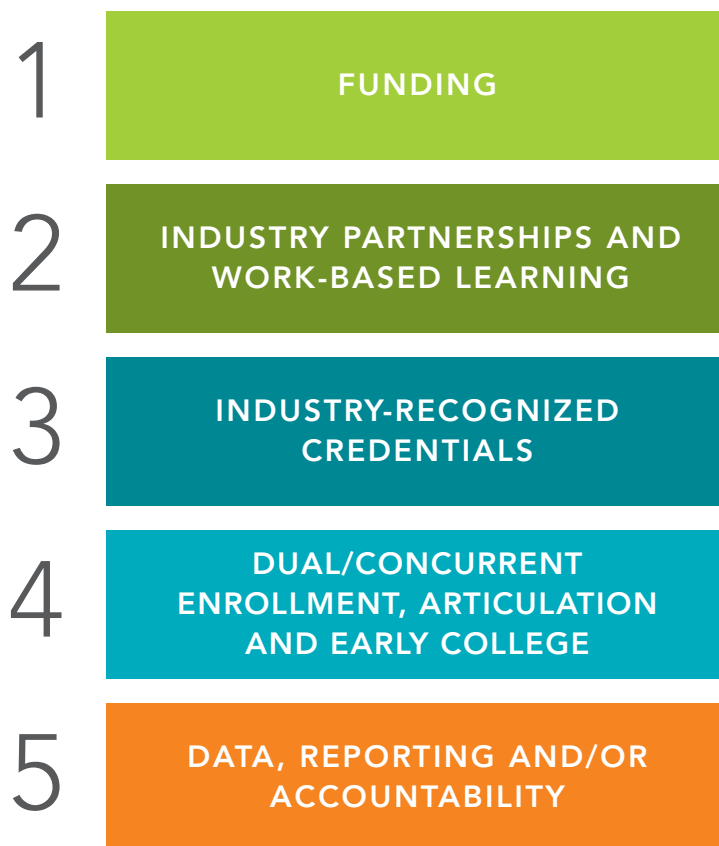 1
FUNDING
2
INDUSTRY PARTNERSHIPS AND
WORK-BASED LEARNING
3
INDUSTRY-RECOGNIZED
CREDENTIALS
4
DUAL/CONCURRENT
ENROLLMENT, ARTICULATION
AND EARLY COLLEGE
5
DATA, REPORTING AND/OR
ACCOUNTABILITY